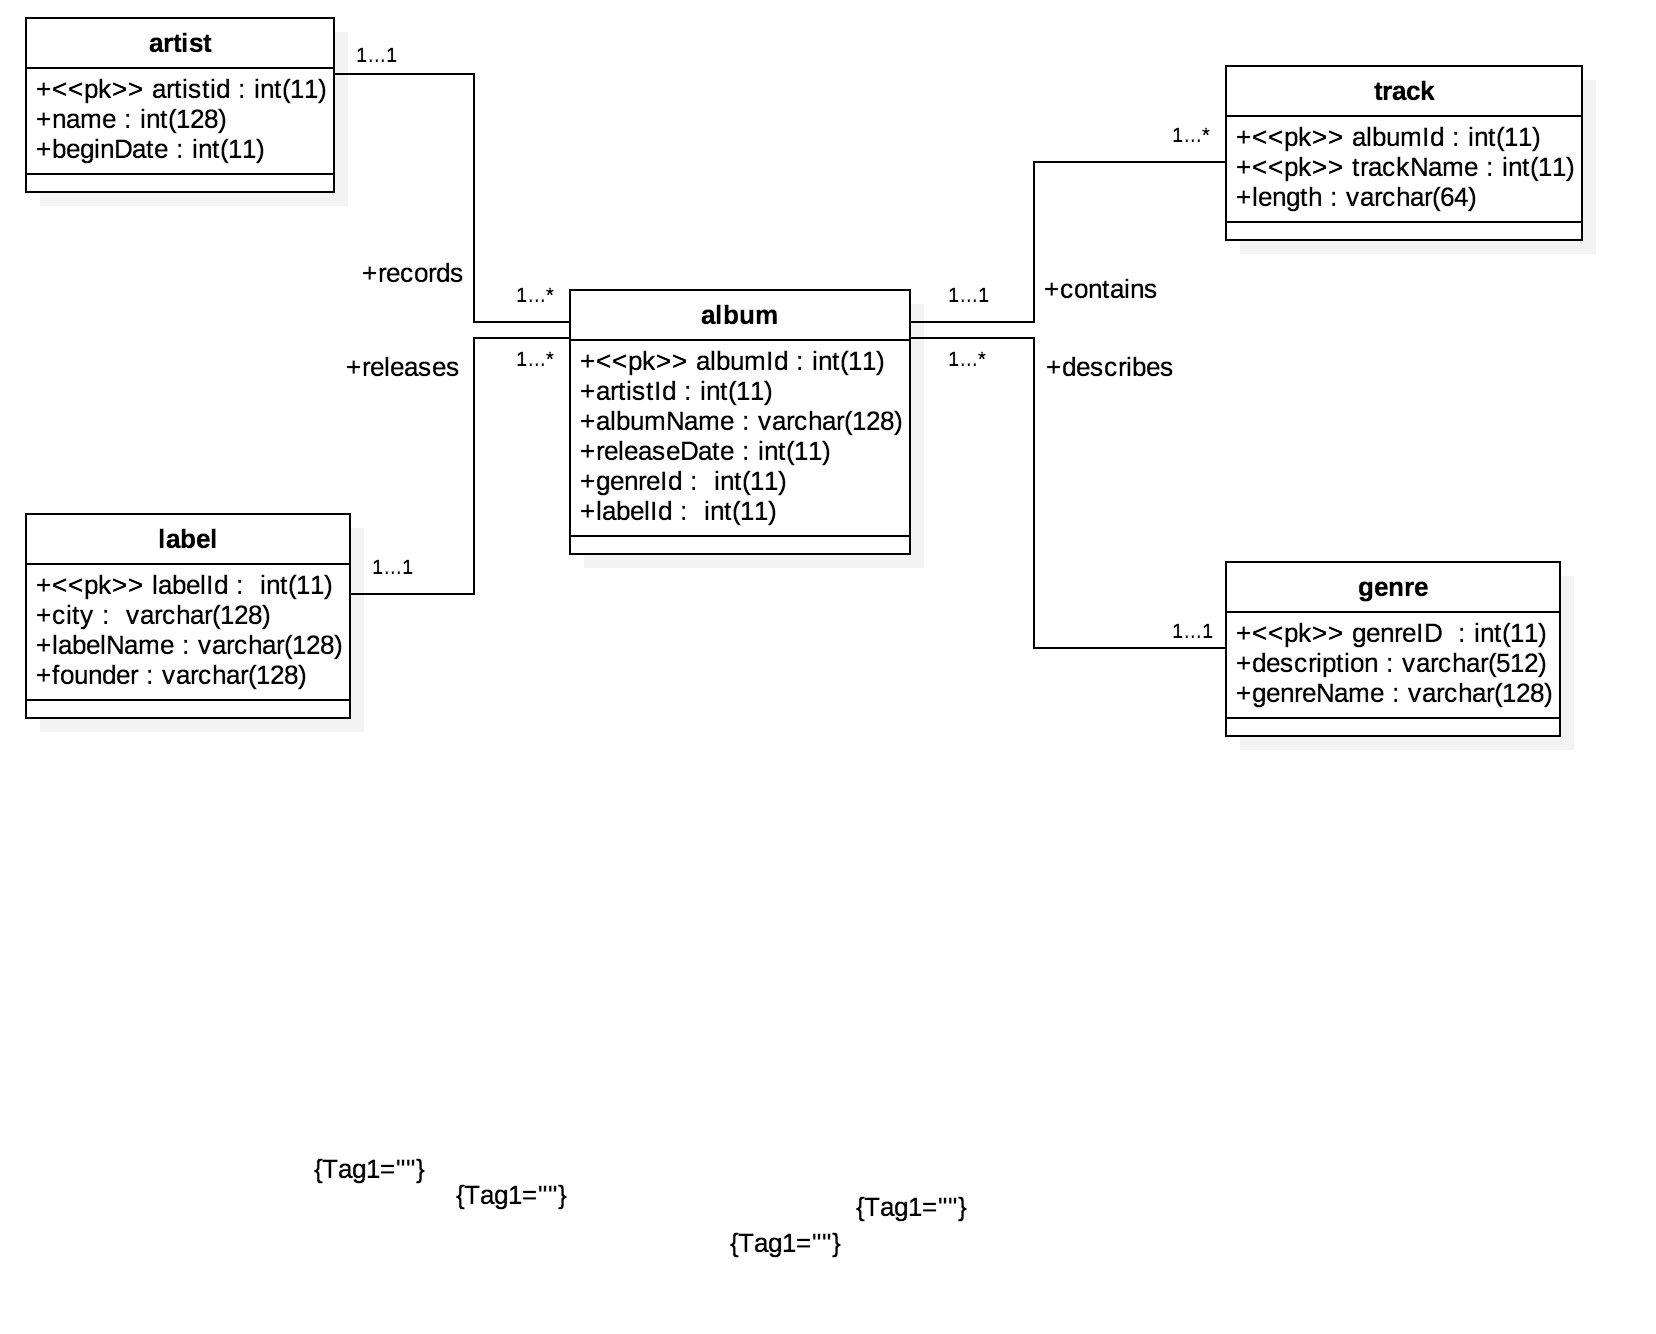 artist
+<<pk>> artistid : int(11)
+name : int(128)
+beginDate : int(11)
1...1
+records
1...*
track
+<<pk>> albumId : int(11)
+<<pk>> trackName : int(11)
+length : varchar(64)
1...*
+contains
1...1
album
+<<pk>> albumId : int(11)
+artistId : int(11)
+albumName : varchar(128)
+releaseDate : int(11)
+genreId :  int(11)
+labelId :  int(11)
+releases
1...*
1...*
+describes
label
+<<pk>> labelId :  int(11)
+city :  varchar(128)
+labelName : varchar(128)
+founder : varchar(128)
1...1
1...1
genre
+<<pk>> genreID  : int(11)
+description : varchar(512)
+genreName : varchar(128)
{Tag1=""}
{Tag1=""}
{Tag1=""}
{Tag1=""}